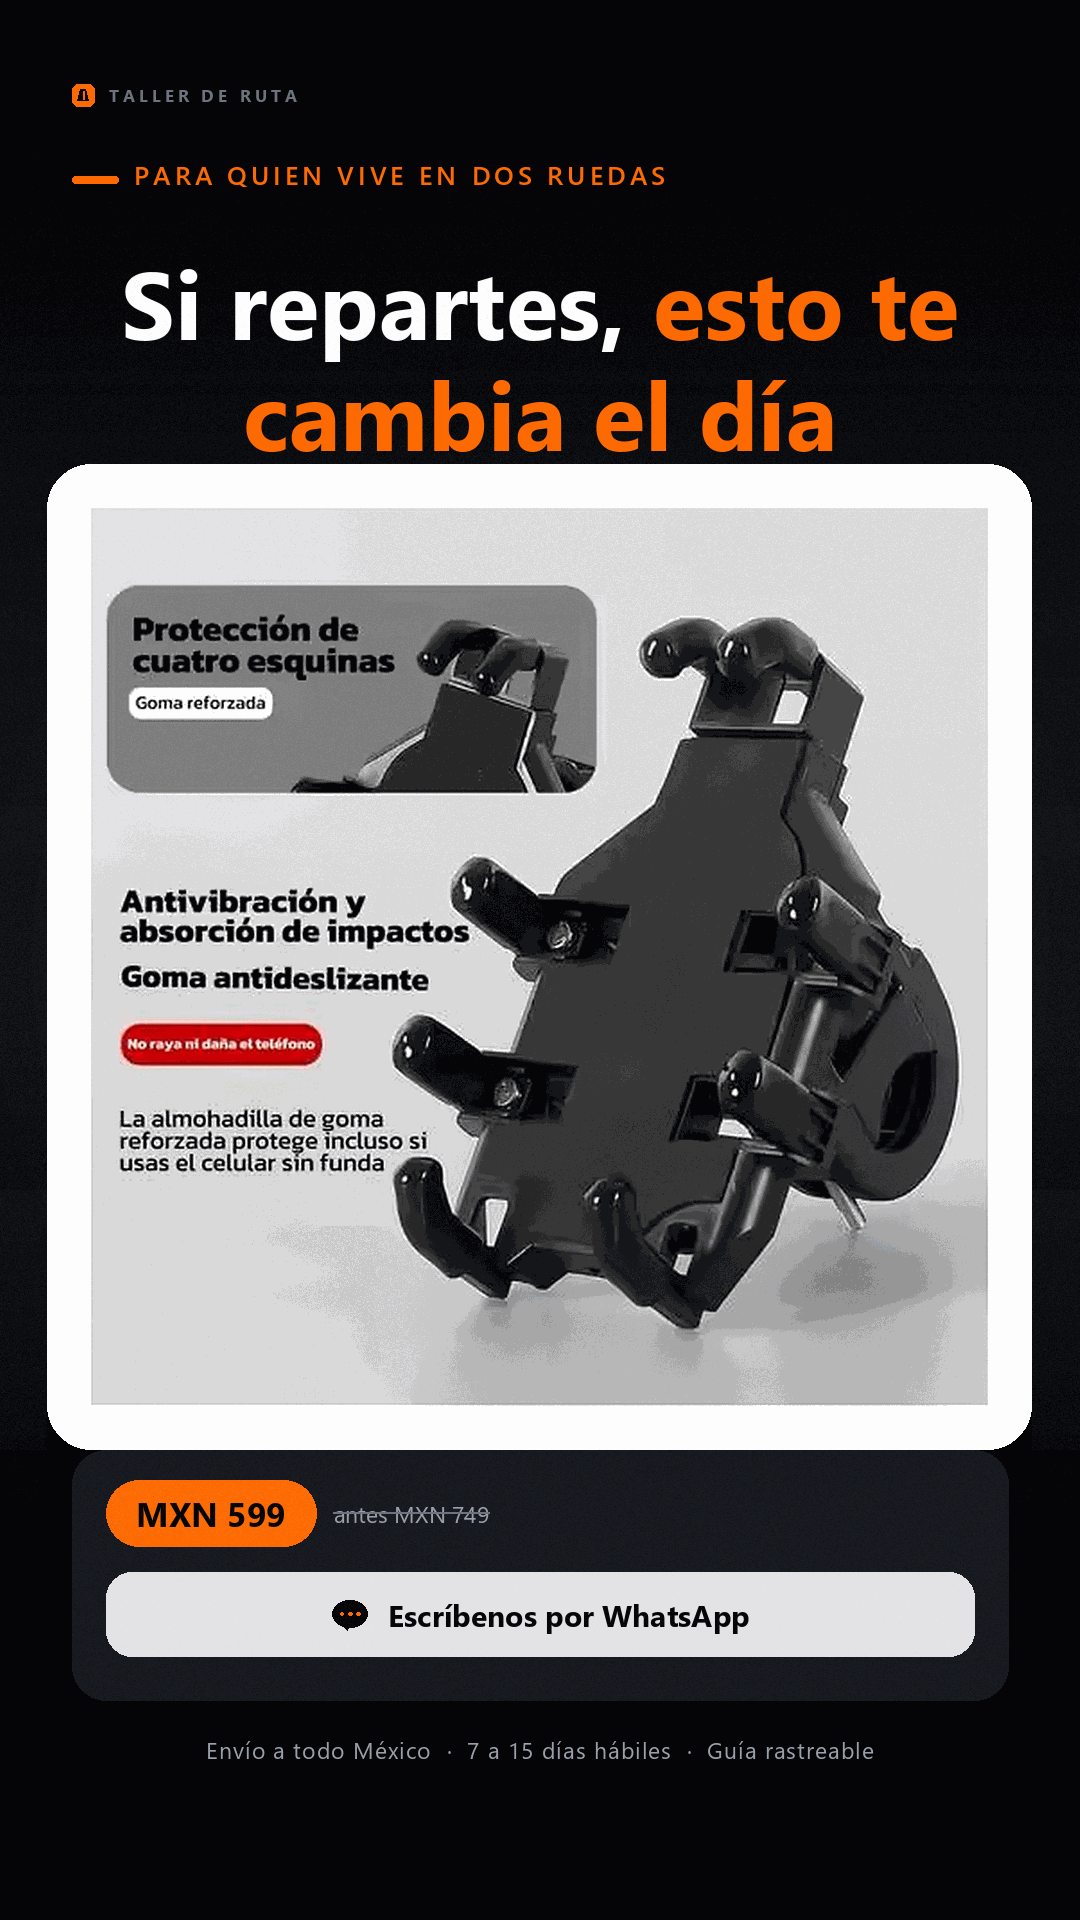 TALLER DE RUTA
PARA QUIEN VIVE EN DOS RUEDAS
Si repartes, esto te
cambia el día
Protección de
cuatro esquinas
Goma reforzada
Antivibración y
absorción de impactos
Goma antideslizante
No raya ni daña el teléfono
La almohadilla de goma
reforzada protege incluso si
usas el celular sin funda
MXN 599 antes MXN 749
Escríbenos por WhatsApp
Envío a todo México · 7 a 15 días hábiles · Guía rastreable